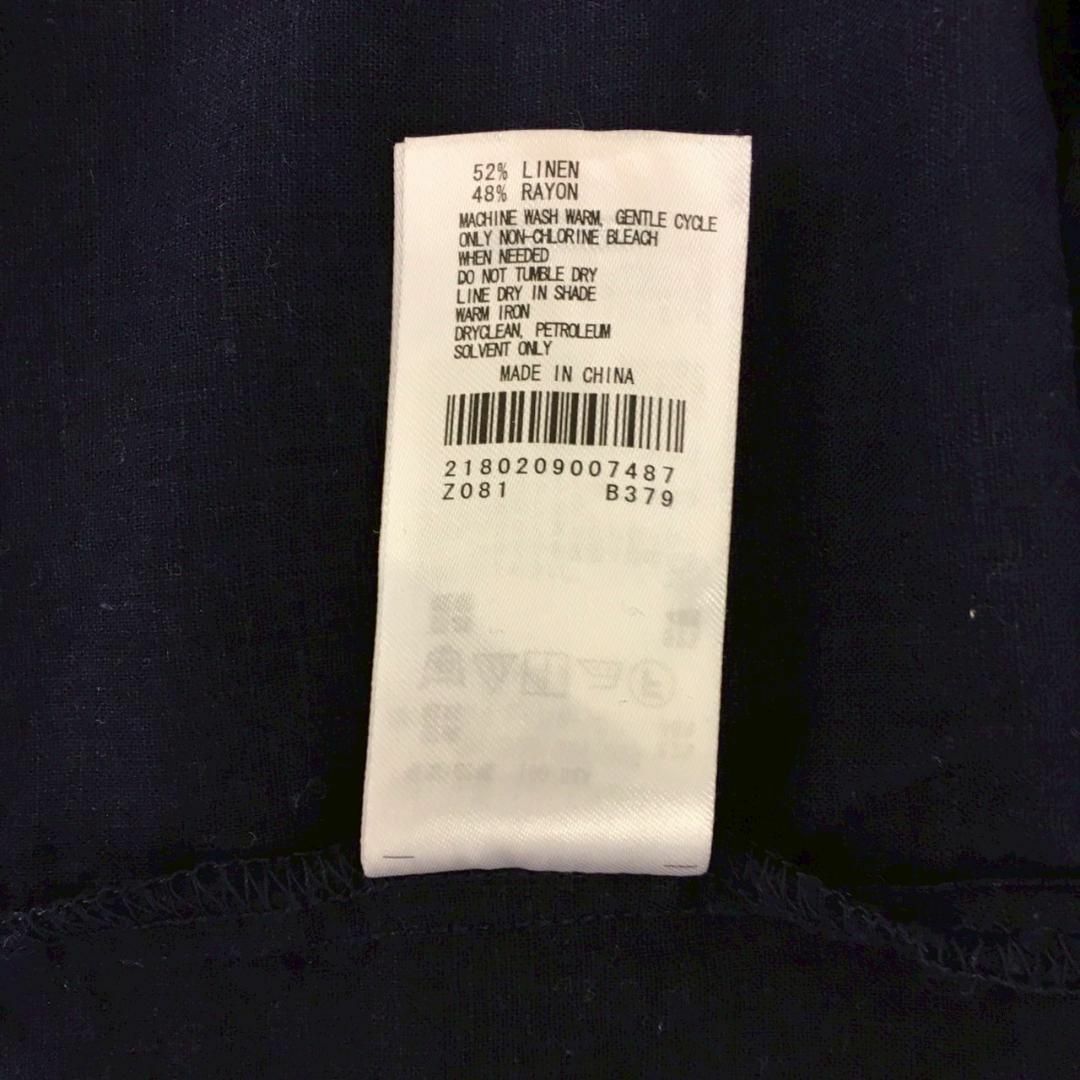 52% LINEN
48% RAYON
MACHINE WASH WARM, GENTLE CYCLE
ONLY NON-CHLORINE BLEACH
WHEN NEEDED
DO NOT TUMBLE DRY
LINE DRY IN SHADE
WARM IRON
DRYCLEAN, PETROLEUM
SOLVENT ONLY
MADE IN CHINA
2180209007487
Z081 B379